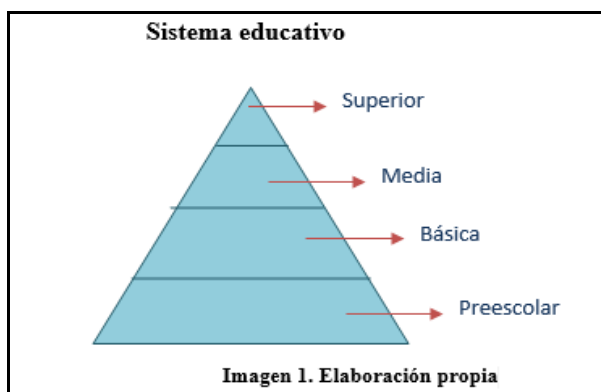 Sistema educativo
Superior
Media
Básica
Preescolar
Imagen 1. Elaboración propia